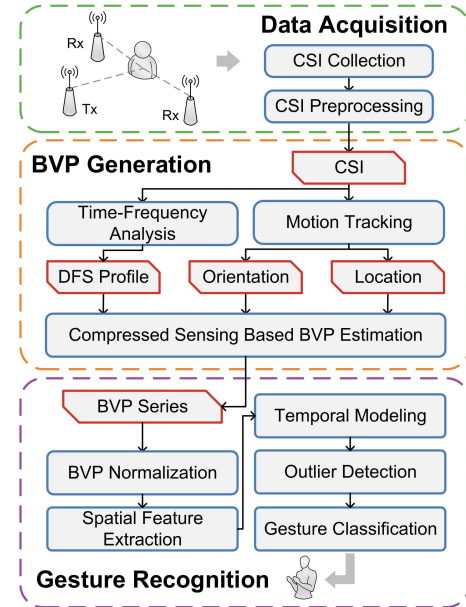 Data Acquisition
Rx
Tx
Rx
CSI Collection
CSI Preprocessing
BVP Generation
CSI
Time-Frequency
Analysis
Motion Tracking
DFS Profile
Orientation
Location
Compressed Sensing Based BVP Estimation
BVP Series
Temporal Modeling
BVP Normalization
Outlier Detection
Spatial Feature
Extraction
Gesture Classification
Gesture Recognition